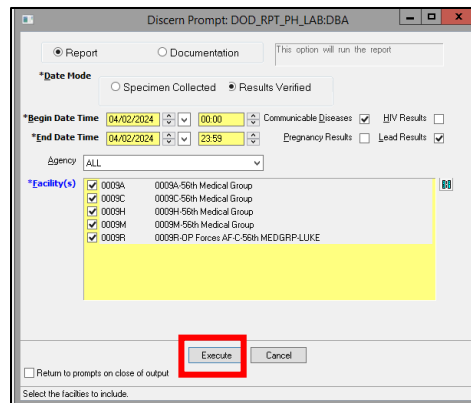 Discern Prompt: DOD_RPT_PH_LAB:DBA
Report Documentation This option will run the report
*Date Mode
Specimen Collected Results Verified
*Begin Date Time 04/02/2024 00:00 Communicable Diseases HIV Results
*End Date Time 04/02/2024 23:59 Pregnancy Results Lead Results
Agency ALL
*Facility(s) 0009A 0009A-56th Medical Group
0009C 0009C-56th Medical Group
0009H 0009H-56th Medical Group
0009M 0009M-56th Medical Group
0009R 0009R-OP Forces AF-C-56th MEDGRP-LUKE
Execute Cancel
Return to prompts on close of output
Select the facilties to include.